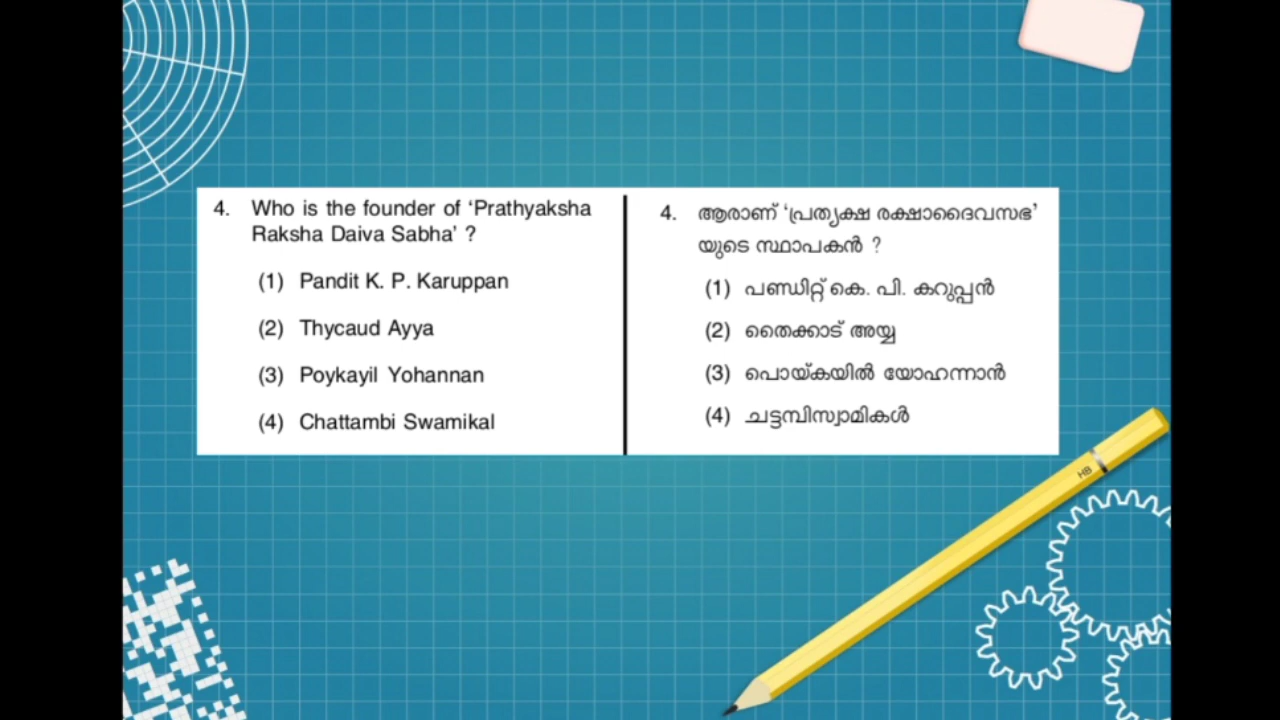 4. Who is the founder of ‘Prathyaksha
Raksha Daiva Sabha’ ?
(1) Pandit K. P. Karuppan
(2) Thycaud Ayya
(3) Poykayil Yohannan
(4) Chattambi Swamikal
4. ആരാണ് ‘പ്രത്യക്ഷ രക്ഷാദൈവസഭ’
യുടെ സ്ഥാപകൻ ?
(1) പണ്ഡിറ്റ് കെ. പി. കറുപ്പൻ
(2) തൈക്കാട് അയ്യ
(3) പൊയ്കയിൽ യോഹന്നാൻ
(4) ചട്ടമ്പിസ്വാമികൾ
HB